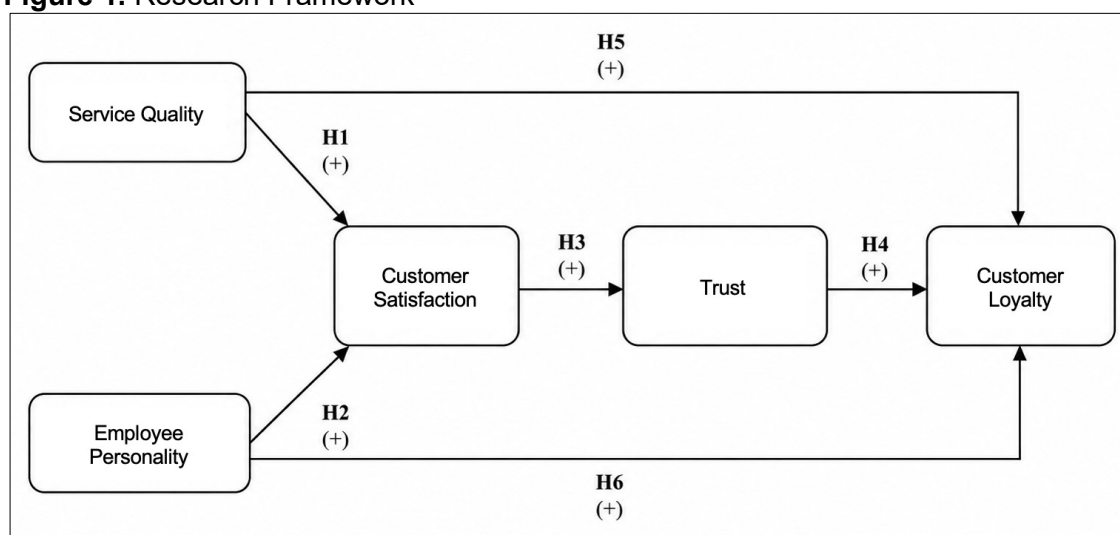 Figure 1. Research Framework
H5
(+)
Service Quality
H1
(+)
H3
(+)
H4
(+)
Customer
Satisfaction
Trust
Customer
Loyalty
H2
(+)
Employee
Personality
H6
(+)